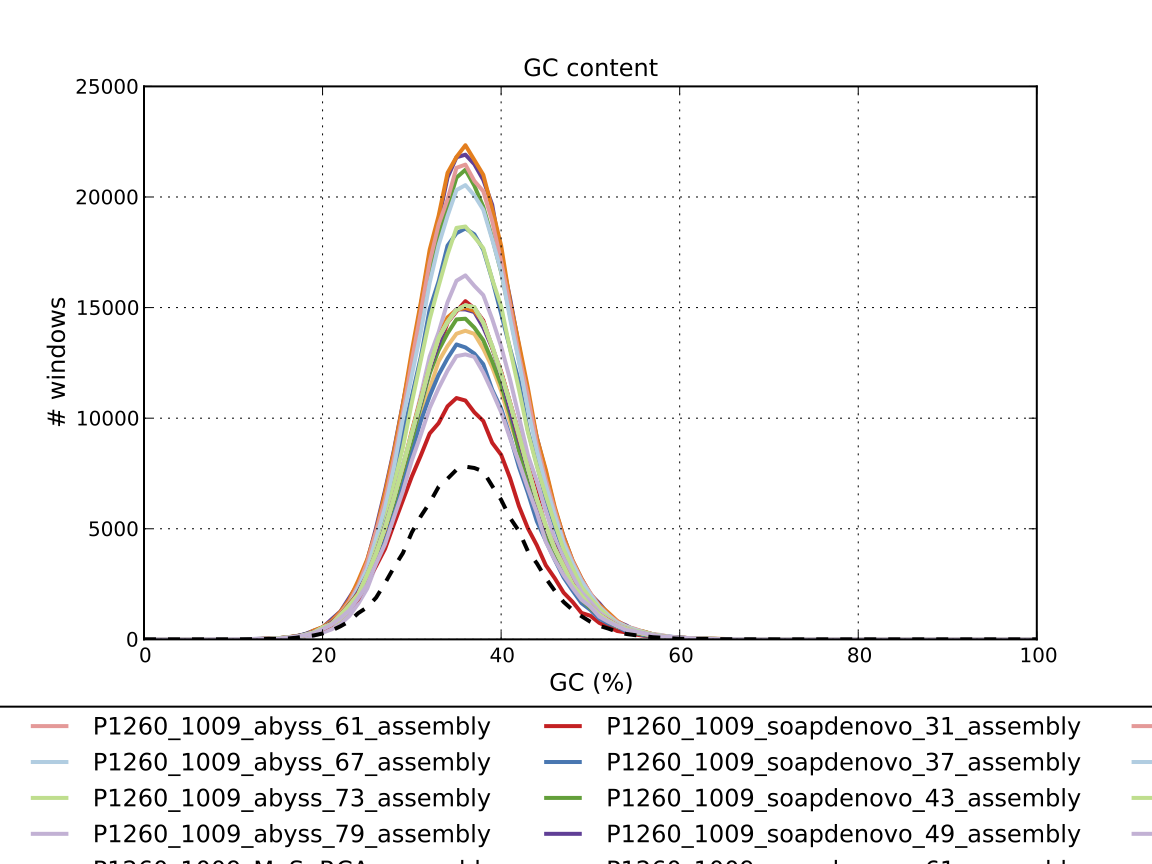 GC content
25000
20000
15000
10000
5000
0
# windows
0 20 40 60 80 100
GC (%)
P1260_1009_abyss_61_assembly P1260_1009_soapdenovo_31_assembly
P1260_1009_abyss_67_assembly P1260_1009_soapdenovo_37_assembly
P1260_1009_abyss_73_assembly P1260_1009_soapdenovo_43_assembly
P1260_1009_abyss_79_assembly P1260_1009_soapdenovo_49_assembly